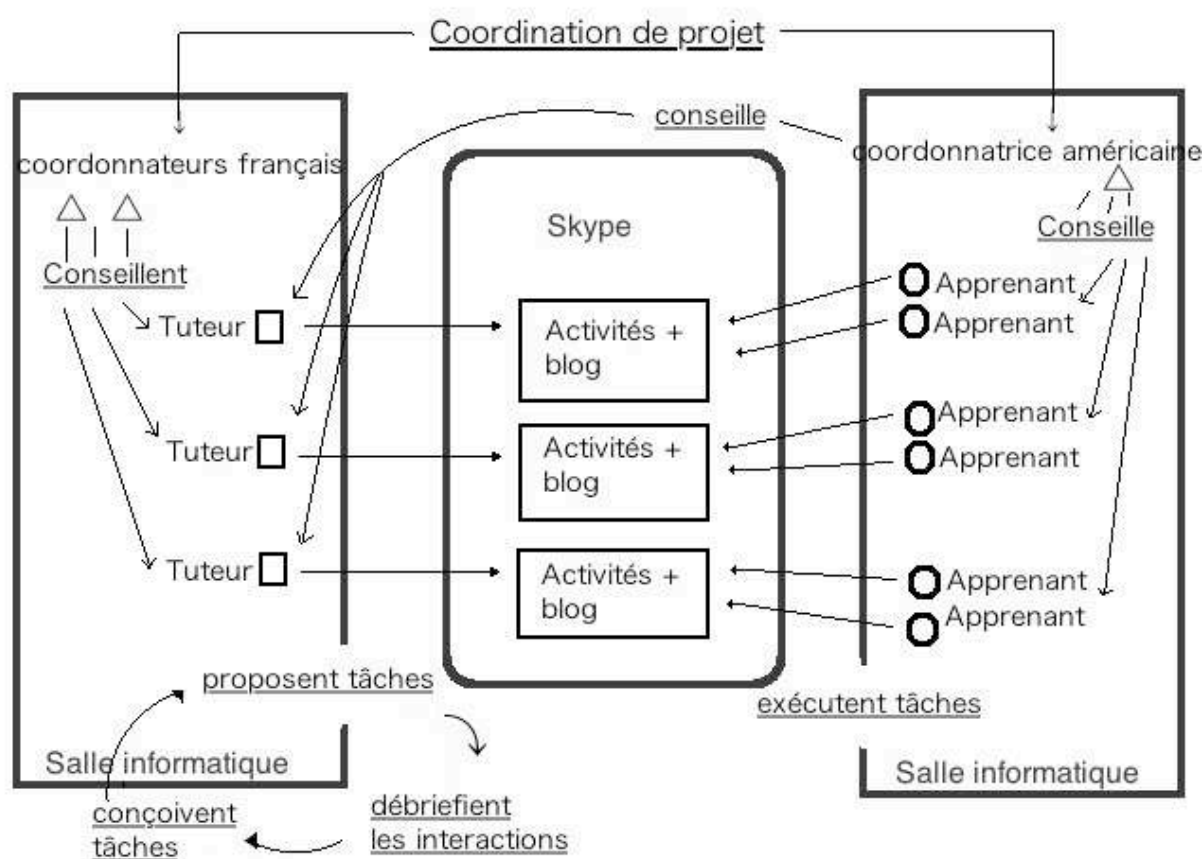 Coordination de projet
conseille
coordonnateurs français
coordonnatrice américaine
Conseillent
Conseille
Skype
Tuteur
Tuteur
Tuteur
Activités +
blog
Activités +
blog
Activités +
blog
Apprenant
Apprenant
Apprenant
Apprenant
Apprenant
Apprenant
proposent tâches
exécutent tâches
Salle informatique
Salle informatique
conçoivent
tâches
débriefient
les interactions